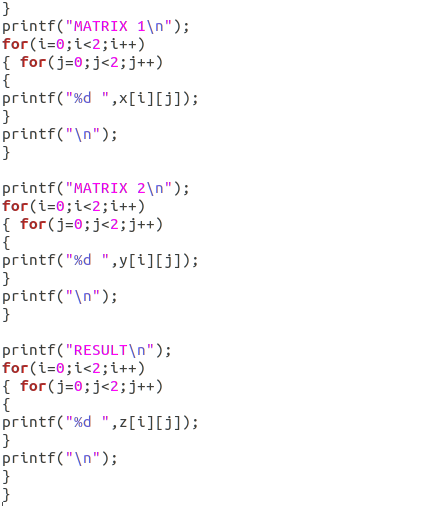 }
printf("MATRIX 1\n");
for(i=0;i<2;i++)
{ for(j=0;j<2;j++)
{
printf("%d ",x[i][j]);
}
printf("\n");
}
printf("MATRIX 2\n");
for(i=0;i<2;i++)
{ for(j=0;j<2;j++)
{
printf("%d ",y[i][j]);
}
printf("\n");
}
printf("RESULT\n");
for(i=0;i<2;i++)
{ for(j=0;j<2;j++)
{
printf("%d ",z[i][j]);
}
printf("\n");
}
}